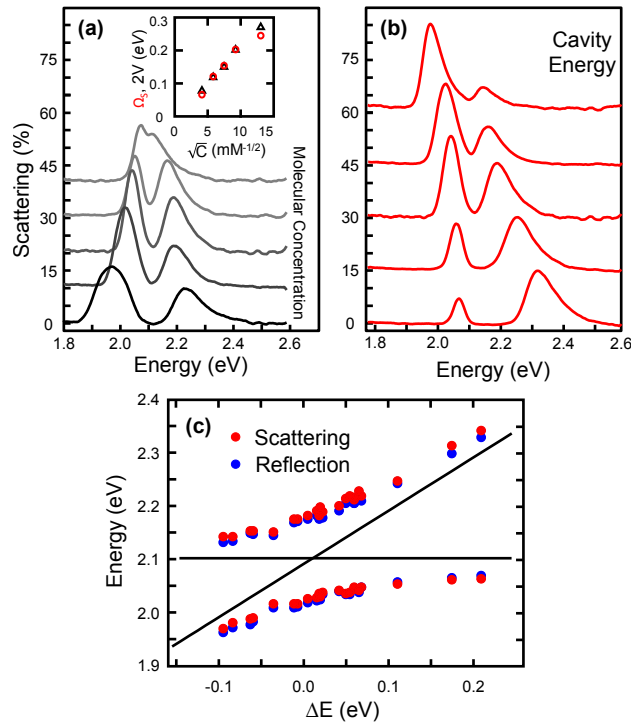 (a)
Ω_S, 2V (eV)
0.3
0.2
0.1
0 5 10 15
√C (mM⁻¹/²)
Scattering (%)
75
60
45
30
15
0
Molecular Concentration
1.8 2.0 2.2 2.4 2.6
Energy (eV)
(b)
Cavity
Energy
75
60
45
30
15
0
1.8 2.0 2.2 2.4 2.6
Energy (eV)
(c)
Scattering
Reflection
Energy (eV)
2.4
2.3
2.2
2.1
2.0
1.9
-0.1 0.0 0.1 0.2
ΔE (eV)